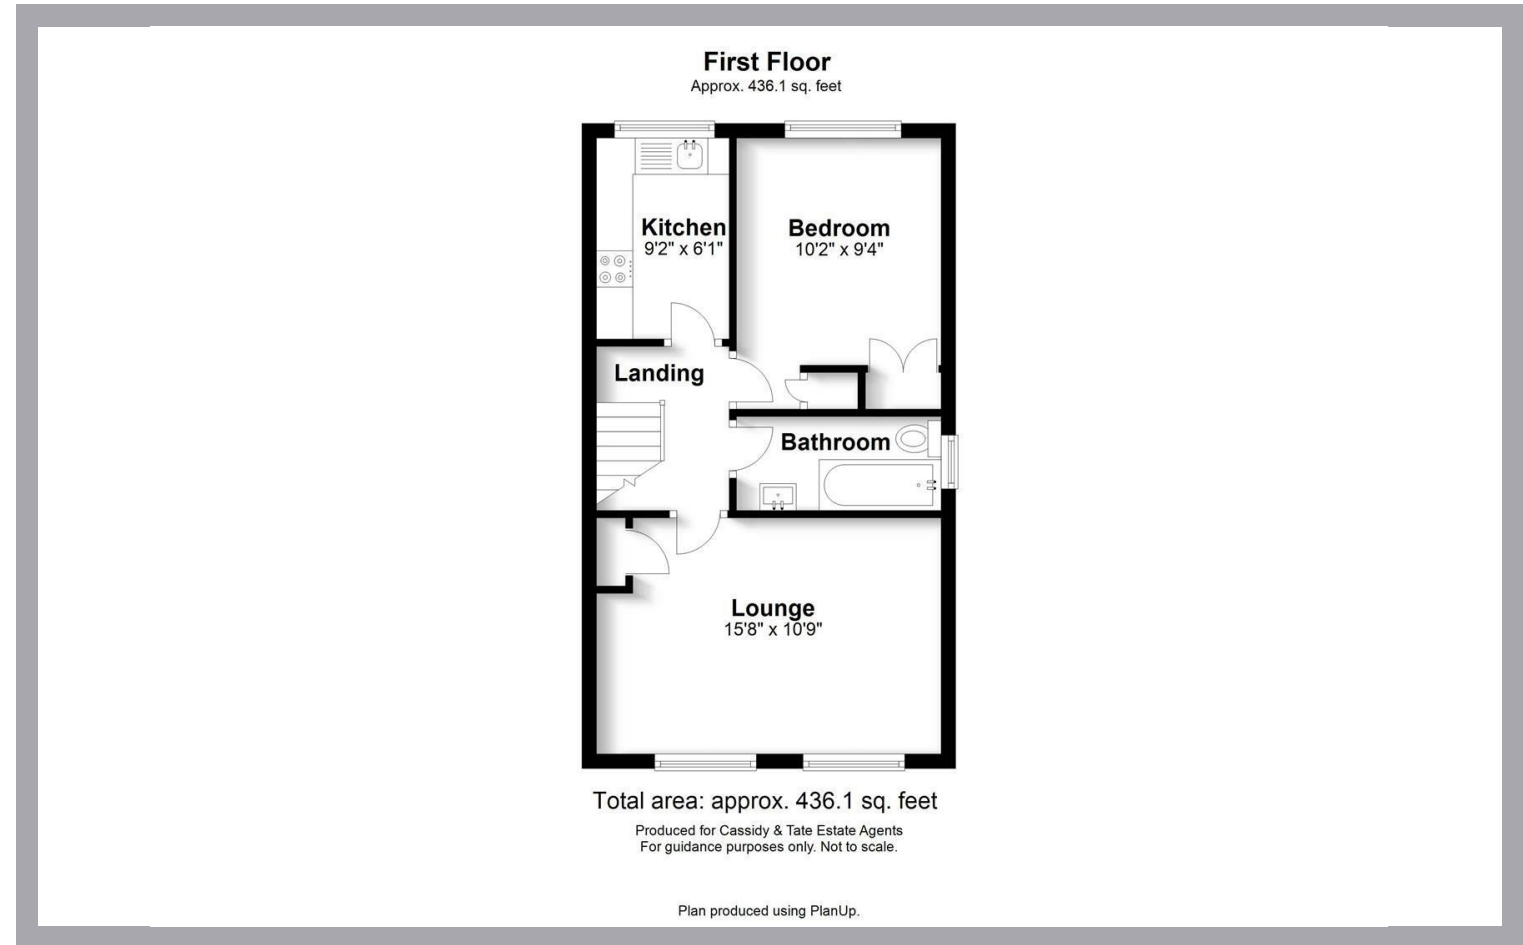 First Floor
Approx. 436.1 sq. feet
Kitchen
9'2" x 6'1"
Bedroom
10'2" x 9'4"
Landing
Bathroom
Lounge
15'8" x 10'9"
Total area: approx. 436.1 sq. feet
Produced for Cassidy & Tate Estate Agents
For guidance purposes only. Not to scale.
Plan produced using PlanUp.